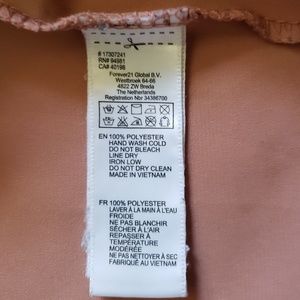 # 17307241
RN# 94981
CA# 40198
Forever21 Global B.V.
Westbroek 64-66
4822 ZW Breda
The Netherlands
Registration Nbr 34386700
EN 100% POLYESTER
HAND WASH COLD
DO NOT BLEACH
LINE DRY
IRON LOW
DO NOT DRY CLEAN
MADE IN VIETNAM
FR 100% POLYESTER
LAVER À LA MAIN À L'EAU
FROIDE
NE PAS BLANCHIR
SÉCHER À L'AIR
REPASSER À
TEMPÉRATURE
MODÉRÉE
NE PAS NETTOYER À SEC
FABRIQUÉ AU VIETNAM